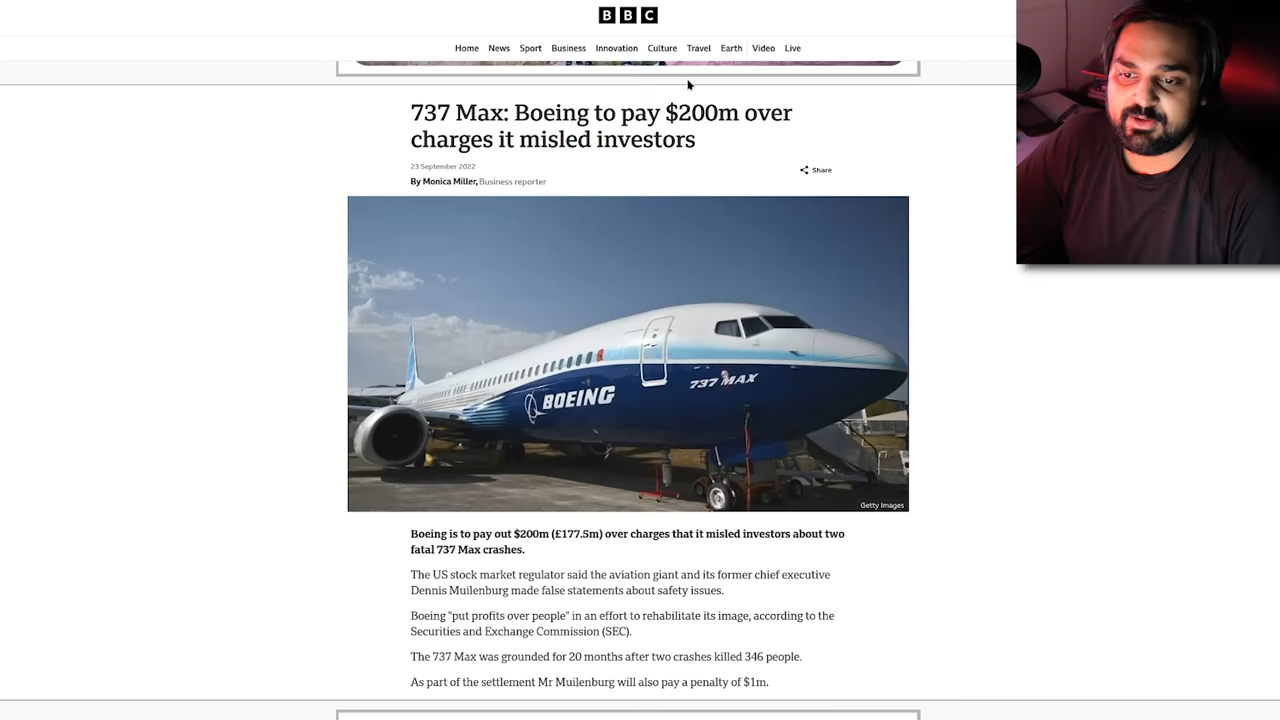 BBC
Home News Sport Business Innovation Culture Travel Earth Video Live
737 Max: Boeing to pay $200m over
charges it misled investors
23 September 2022
Share
By Monica Miller, Business reporter
737 MAX
BOEING
Getty Images
Boeing is to pay out $200m (£177.5m) over charges that it misled investors about two
fatal 737 Max crashes.
The US stock market regulator said the aviation giant and its former chief executive
Dennis Muilenburg made false statements about safety issues.
Boeing "put profits over people" in an effort to rehabilitate its image, according to the
Securities and Exchange Commission (SEC).
The 737 Max was grounded for 20 months after two crashes killed 346 people.
As part of the settlement Mr Muilenburg will also pay a penalty of $1m.